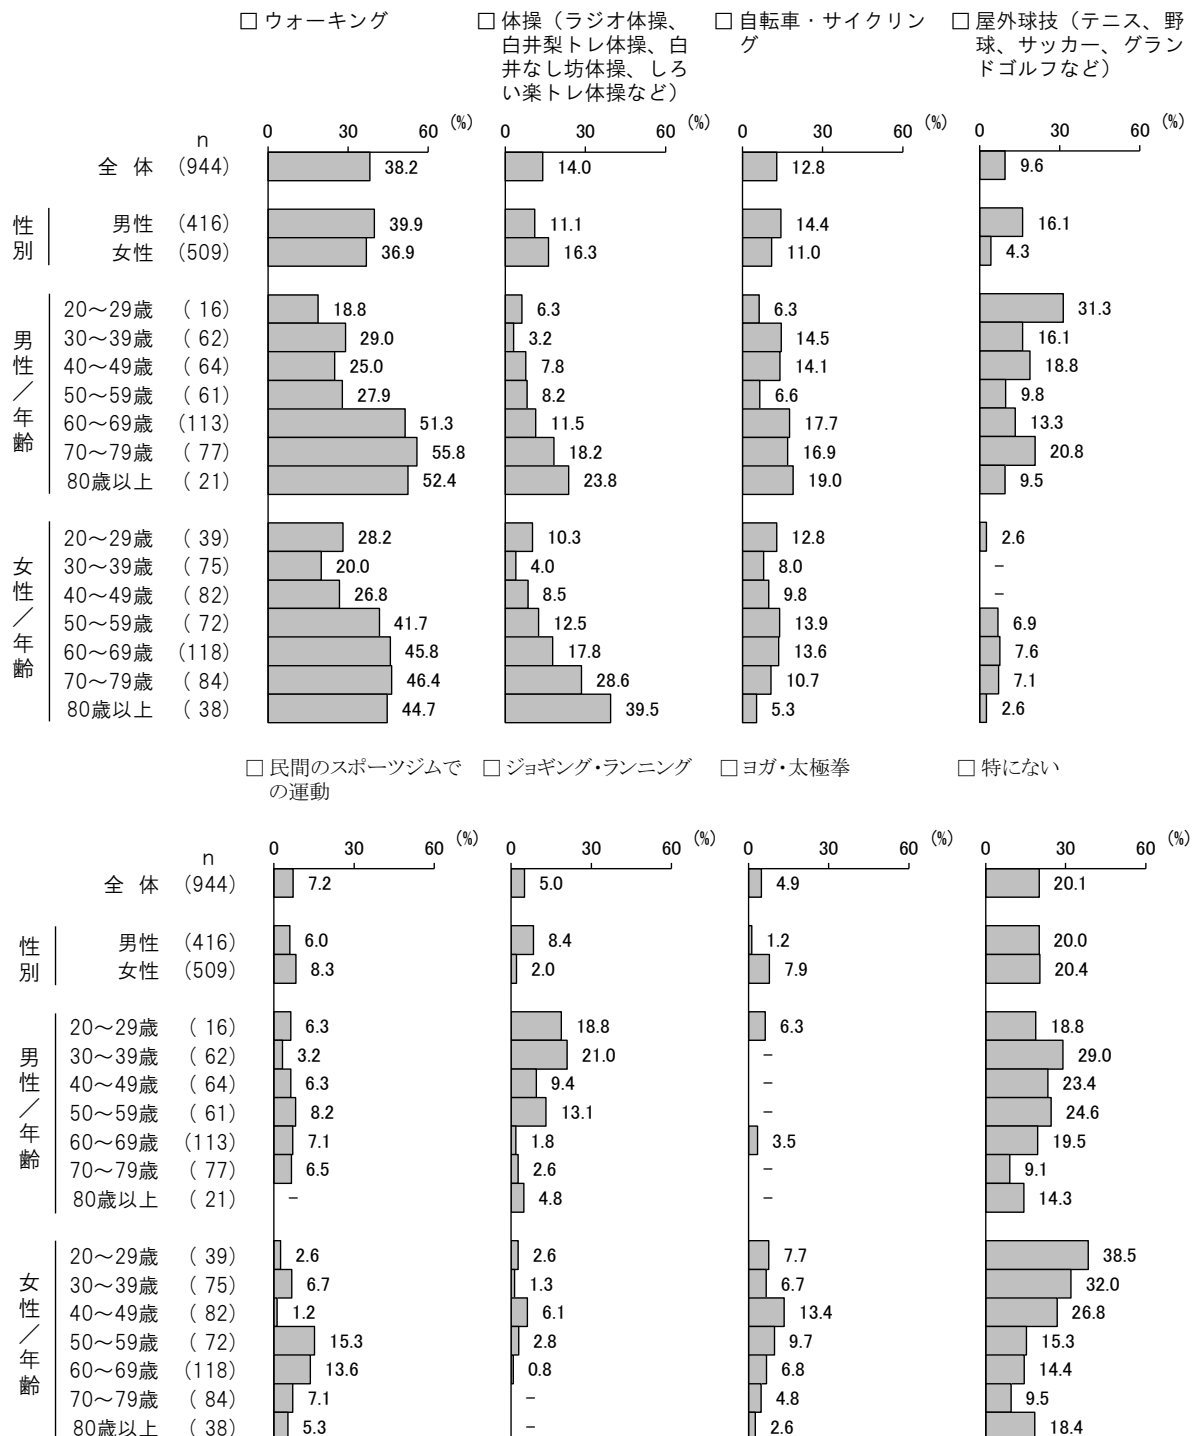 □ ウォーキング
□ 体操（ラジオ体操、
白井梨トレ体操、白
井なし坊体操、しろ
い楽トレ体操など）
□ 自転車・サイクリン
グ
□ 屋外球技（テニス、野
球、サッカー、グラン
ドゴルフなど）
n 0 30 60 (%) 0 30 60 (%) 0 30 60 (%) 0 30 60 (%)
全 体 (944) 38.2 14.0 12.8 9.6
性別
男性 (416) 39.9 11.1 14.4 16.1
女性 (509) 36.9 16.3 11.0 4.3
男性／年齢
20～29歳 ( 16) 18.8 6.3 6.3 31.3
30～39歳 ( 62) 29.0 3.2 14.5 16.1
40～49歳 ( 64) 25.0 7.8 14.1 18.8
50～59歳 ( 61) 27.9 8.2 6.6 9.8
60～69歳 (113) 51.3 11.5 17.7 13.3
70～79歳 ( 77) 55.8 18.2 16.9 20.8
80歳以上 ( 21) 52.4 23.8 19.0 9.5
女性／年齢
20～29歳 ( 39) 28.2 10.3 12.8 2.6
30～39歳 ( 75) 20.0 4.0 8.0 -
40～49歳 ( 82) 26.8 8.5 9.8 -
50～59歳 ( 72) 41.7 12.5 13.9 6.9
60～69歳 (118) 45.8 17.8 13.6 7.6
70～79歳 ( 84) 46.4 28.6 10.7 7.1
80歳以上 ( 38) 44.7 39.5 5.3 2.6
□ 民間のスポーツジムで
の運動
□ ジョギング・ランニング
□ ヨガ・太極拳
□ 特にない
n 0 30 60 (%) 0 30 60 (%) 0 30 60 (%) 0 30 60 (%)
全 体 (944) 7.2 5.0 4.9 20.1
性別
男性 (416) 6.0 8.4 1.2 20.0
女性 (509) 8.3 2.0 7.9 20.4
男性／年齢
20～29歳 ( 16) 6.3 18.8 6.3 18.8
30～39歳 ( 62) 3.2 21.0 - 29.0
40～49歳 ( 64) 6.3 9.4 - 23.4
50～59歳 ( 61) 8.2 13.1 - 24.6
60～69歳 (113) 7.1 1.8 3.5 19.5
70～79歳 ( 77) 6.5 2.6 - 9.1
80歳以上 ( 21) - 4.8 - 14.3
女性／年齢
20～29歳 ( 39) 2.6 2.6 7.7 38.5
30～39歳 ( 75) 6.7 1.3 6.7 32.0
40～49歳 ( 82) 1.2 6.1 13.4 26.8
50～59歳 ( 72) 15.3 2.8 9.7 15.3
60～69歳 (118) 13.6 0.8 6.8 14.4
70～79歳 ( 84) 7.1 - 4.8 9.5
80歳以上 ( 38) 5.3 - 2.6 18.4